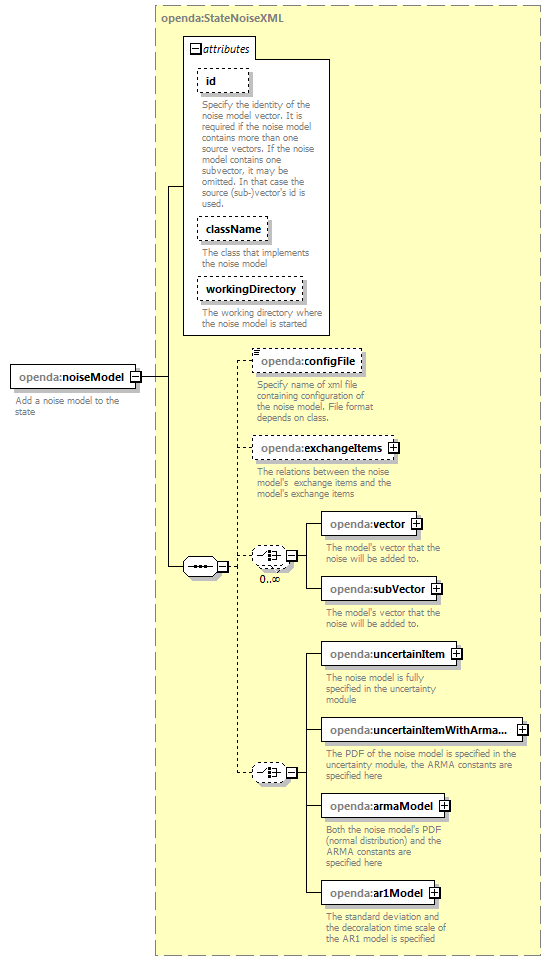 openda:StateNoiseXML
attributes
id
Specify the identity of the
noise model vector. It is
required if the noise model
contains more than one
source vectors. If the noise
model contains one
subvector, it may be
omitted. In that case the
source (sub-)vector's id is
used.
className
The class that implements
the noise model
workingDirectory
The working directory where
the noise model is started
openda:noiseModel
Add a noise model to the
state
openda:configFile
Specify name of xml file
containing configuration of
the noise model. File format
depends on class.
openda:exchangeItems
The relations between the noise
model's  exchange items and the
model's exchange items
0..∞
openda:vector
The model's vector that the
noise will be added to.
openda:subVector
The model's vector that the
noise will be added to.
openda:uncertainItem
The noise model is fully
specified in the uncertainty
module
openda:uncertainItemWithArma...
The PDF of the noise model is specified in the
uncertainty module, the ARMA constants are
specified here
openda:armaModel
Both the noise model's PDF
(normal distribution) and the
ARMA constants are
specified here
openda:ar1Model
The standard deviation and
the decoralation time scale of
the AR1 model is specified